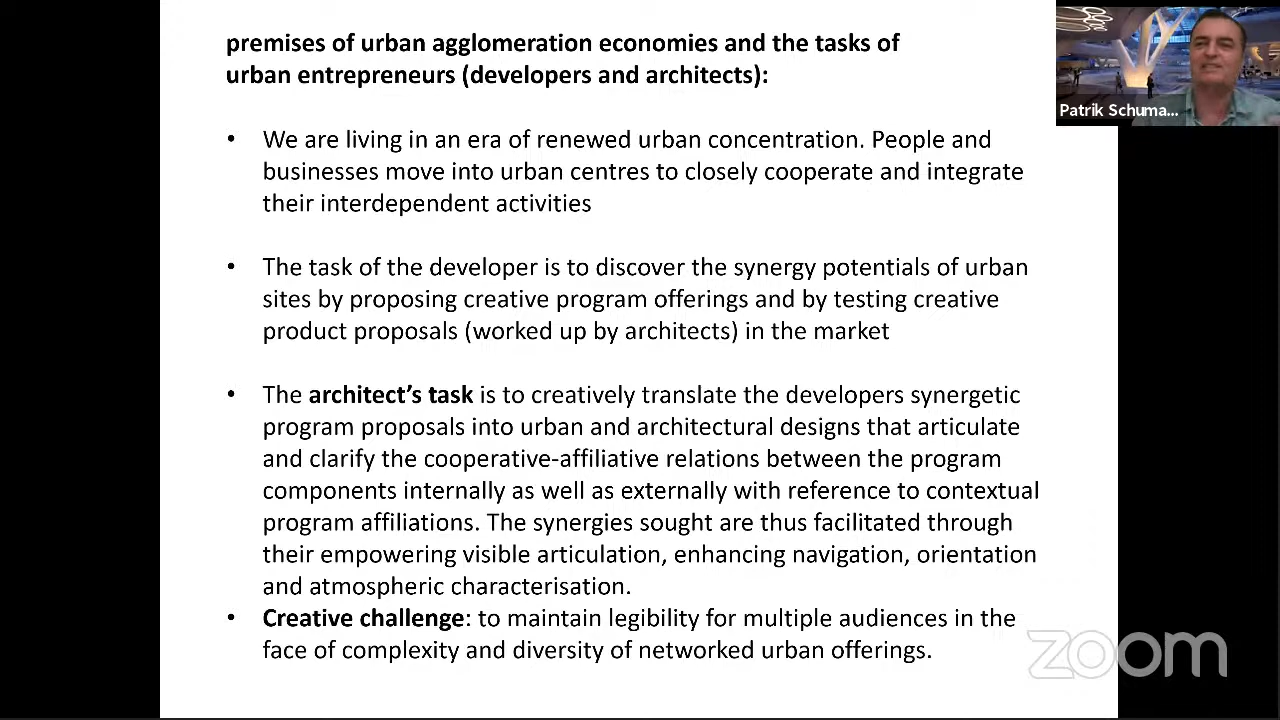 premises of urban agglomeration economies and the tasks of
urban entrepreneurs (developers and architects):
• We are living in an era of renewed urban concentration. People and
businesses move into urban centres to closely cooperate and integrate
their interdependent activities
• The task of the developer is to discover the synergy potentials of urban
sites by proposing creative program offerings and by testing creative
product proposals (worked up by architects) in the market
• The architect’s task is to creatively translate the developers synergetic
program proposals into urban and architectural designs that articulate
and clarify the cooperative-affiliative relations between the program
components internally as well as externally with reference to contextual
program affiliations. The synergies sought are thus facilitated through
their empowering visible articulation, enhancing navigation, orientation
and atmospheric characterisation.
• Creative challenge: to maintain legibility for multiple audiences in the
face of complexity and diversity of networked urban offerings.
Patrik Schuma...
zoom